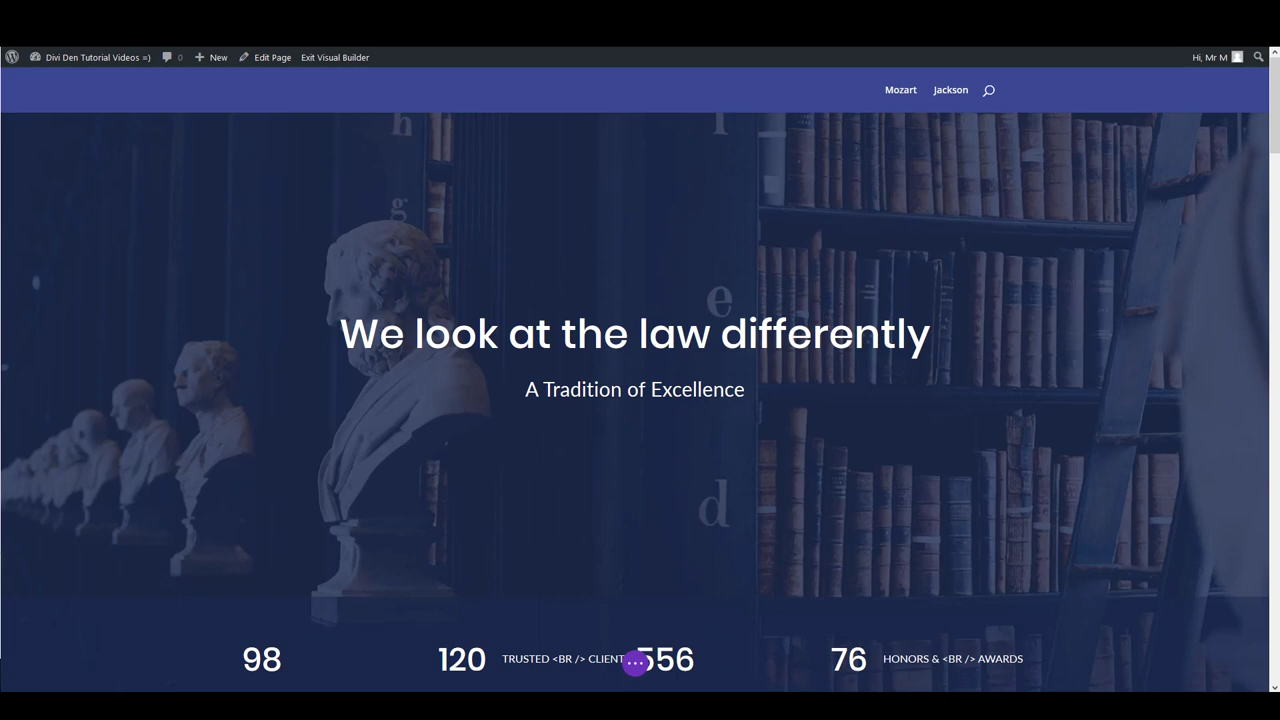 Divi Den Tutorial Videos =) 0 New Edit Page Exit Visual Builder Hi, Mr M
Mozart Jackson
h
l
g
e
We look at the law differently
A Tradition of Excellence
d
98 120 TRUSTED <BR /> CLIENT 556 76 HONORS & <BR /> AWARDS